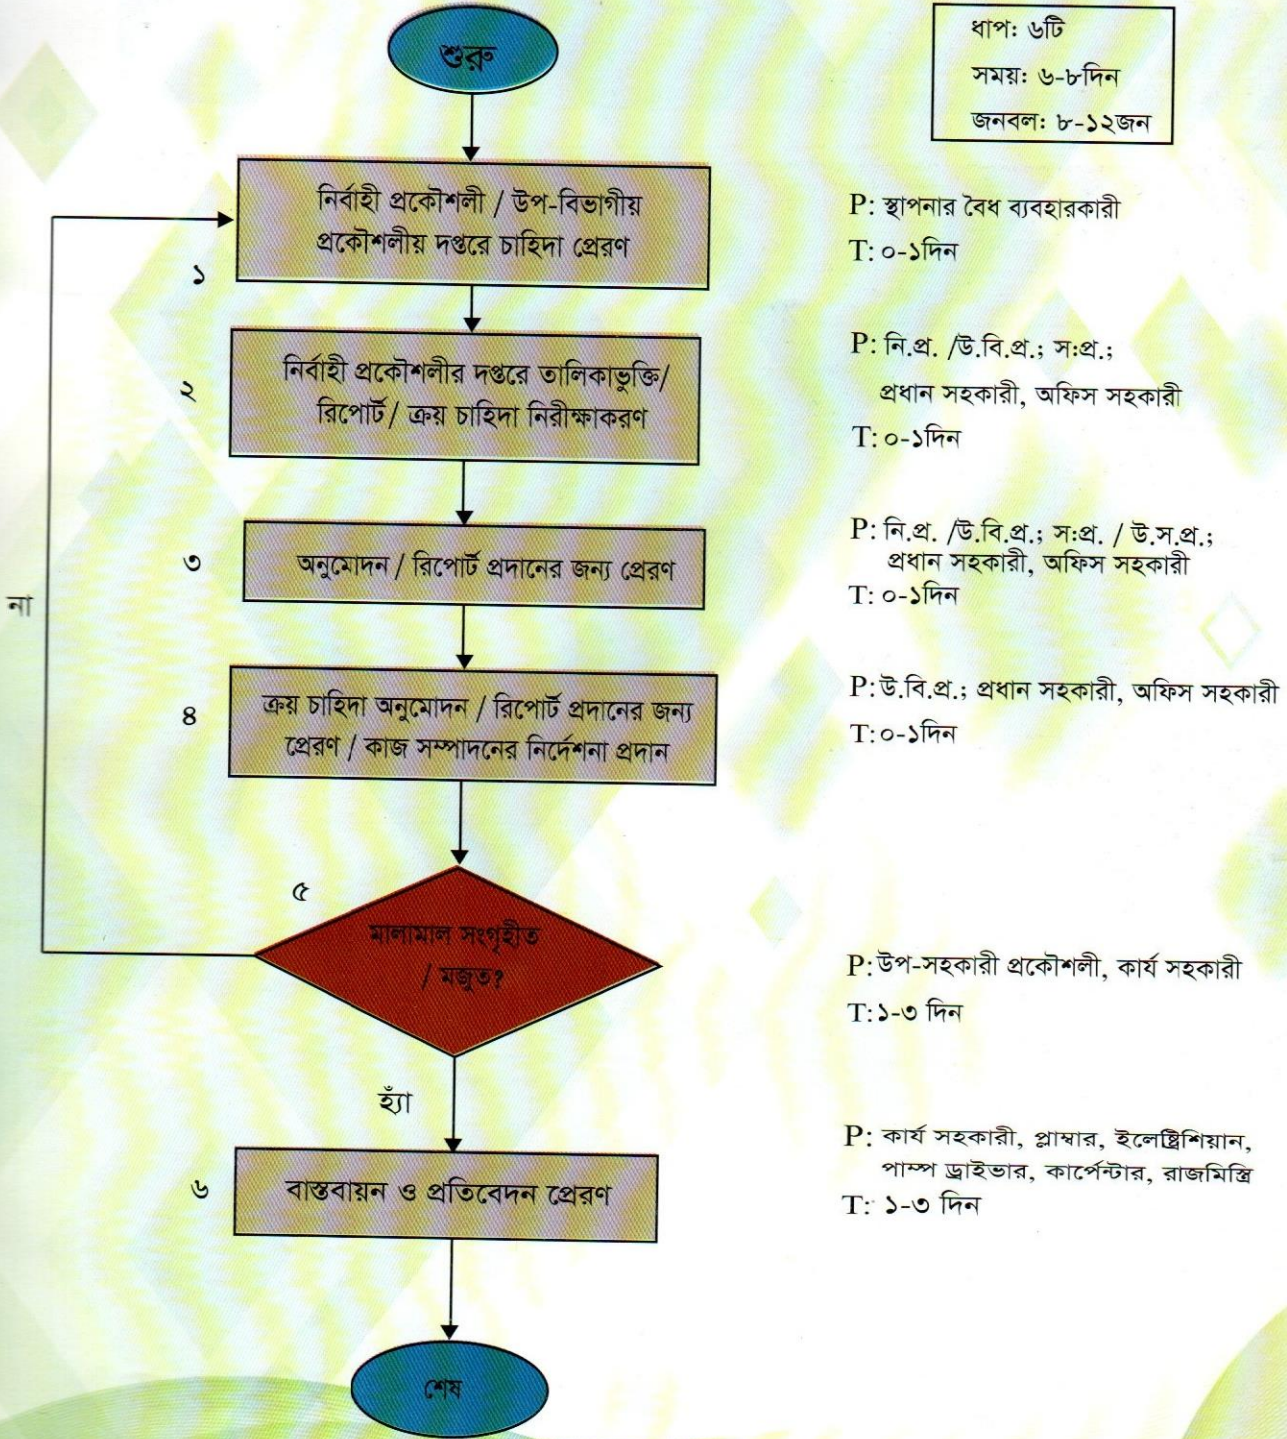 শুরু
ধাপঃ ৬টি
সময়ঃ ৬-৮দিন
জনবলঃ ৮-১২জন
নির্বাহী প্রকৌশলী / উপ-বিভাগীয়
প্রকৌশলীয় দপ্তরে চাহিদা প্রেরণ
১
P: স্থাপনার বৈধ ব্যবহারকারী
T: ০-১দিন
নির্বাহী প্রকৌশলীর দপ্তরে তালিকাভুক্তি/
রিপোর্ট/ ক্রয় চাহিদা নিরীক্ষাকরণ
২
P: নি.প্র. /উ.বি.প্র.; সঃপ্র.;
প্রধান সহকারী, অফিস সহকারী
T: ০-১দিন
৩
অনুমোদন / রিপোর্ট প্রদানের জন্য প্রেরণ
P: নি.প্র. /উ.বি.প্র.; সঃপ্র. / উ.স.প্র.;
প্রধান সহকারী, অফিস সহকারী
T: ০-১দিন
না
৪
ক্রয় চাহিদা অনুমোদন / রিপোর্ট প্রদানের জন্য
প্রেরণ / কাজ সম্পাদনের নির্দেশনা প্রদান
P: উ.বি.প্র.; প্রধান সহকারী, অফিস সহকারী
T: ০-১দিন
৫
মালামাল সংগৃহীত
/ মজুত?
P: উপ-সহকারী প্রকৌশলী, কার্য সহকারী
T: ১-৩ দিন
হ্যাঁ
৬
বাস্তবায়ন ও প্রতিবেদন প্রেরণ
P: কার্য সহকারী, প্লাম্বার, ইলেক্ট্রিশিয়ান,
পাম্প ড্রাইভার, কার্পেন্টার, রাজমিস্ত্রি
T: ১-৩ দিন
শেষ